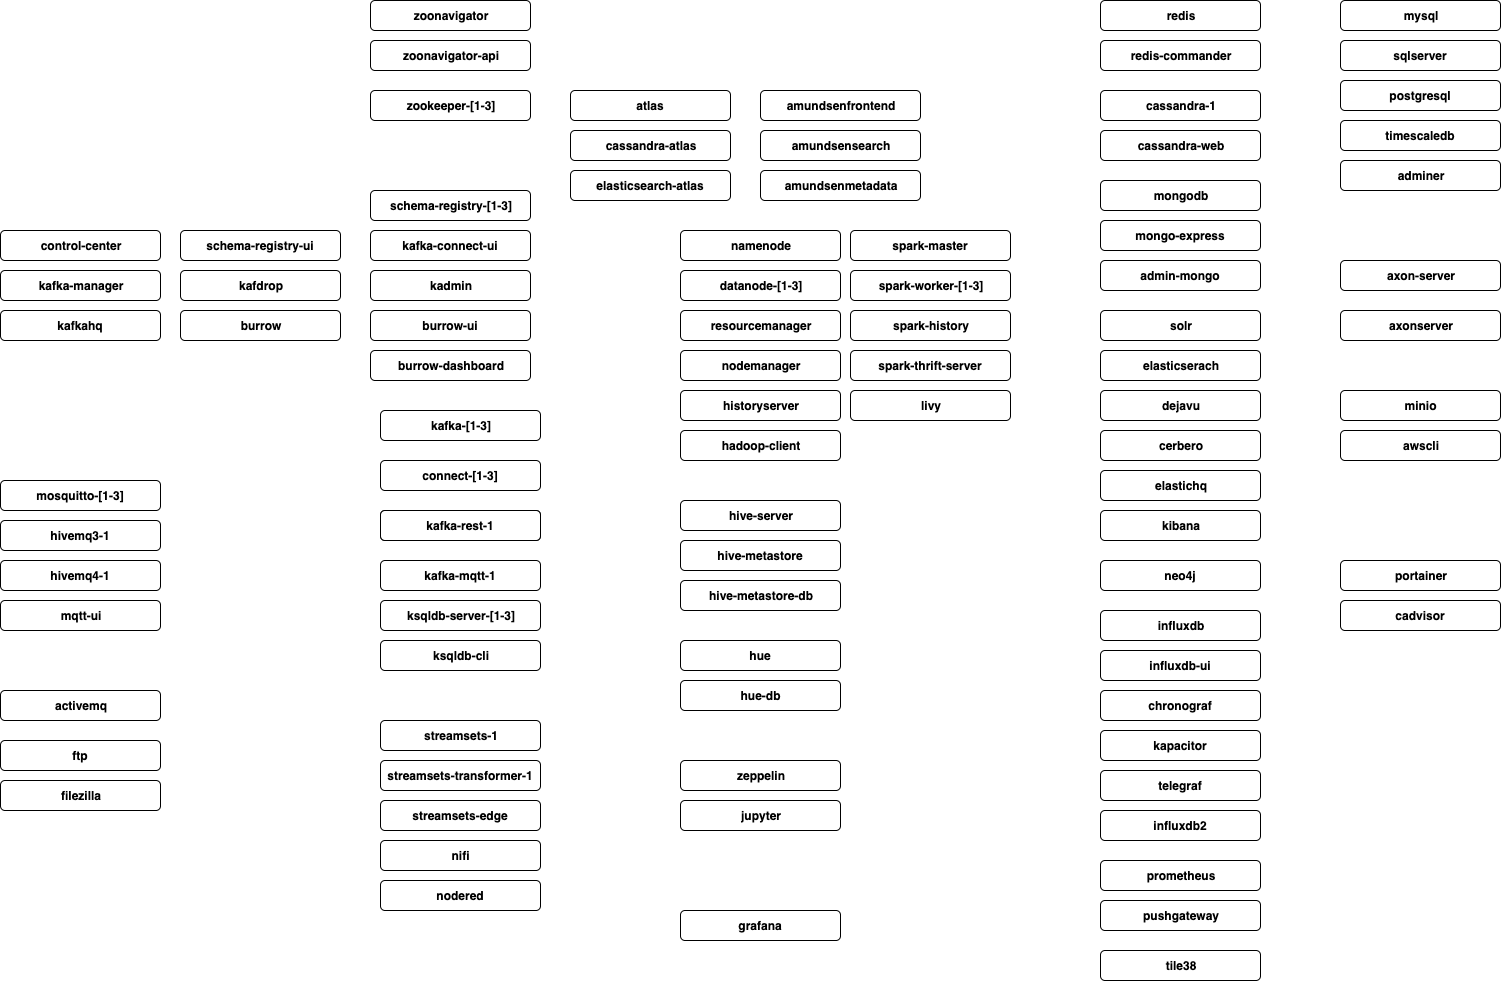 zoonavigator
zoonavigator-api
zookeeper-[1-3]
schema-registry-[1-3]
kafka-connect-ui
kadmin
burrow-ui
burrow-dashboard
control-center
kafka-manager
kafkahq
schema-registry-ui
kafdrop
burrow
kafka-[1-3]
connect-[1-3]
kafka-rest-1
kafka-mqtt-1
ksqldb-server-[1-3]
ksqldb-cli
mosquitto-[1-3]
hivemq3-1
hivemq4-1
mqtt-ui
activemq
ftp
filezilla
streamsets-1
streamsets-transformer-1
streamsets-edge
nifi
nodered
atlas
cassandra-atlas
elasticsearch-atlas
amundsenfrontend
amundsensearch
amundsenmetadata
namenode
datanode-[1-3]
resourcemanager
nodemanager
historyserver
hadoop-client
spark-master
spark-worker-[1-3]
spark-history
spark-thrift-server
livy
hive-server
hive-metastore
hive-metastore-db
hue
hue-db
zeppelin
jupyter
grafana
redis
redis-commander
cassandra-1
cassandra-web
mongodb
mongo-express
admin-mongo
solr
elasticserach
dejavu
cerbero
elastichq
kibana
neo4j
influxdb
influxdb-ui
chronograf
kapacitor
telegraf
influxdb2
prometheus
pushgateway
tile38
mysql
sqlserver
postgresql
timescaledb
adminer
axon-server
axonserver
minio
awscli
portainer
cadvisor